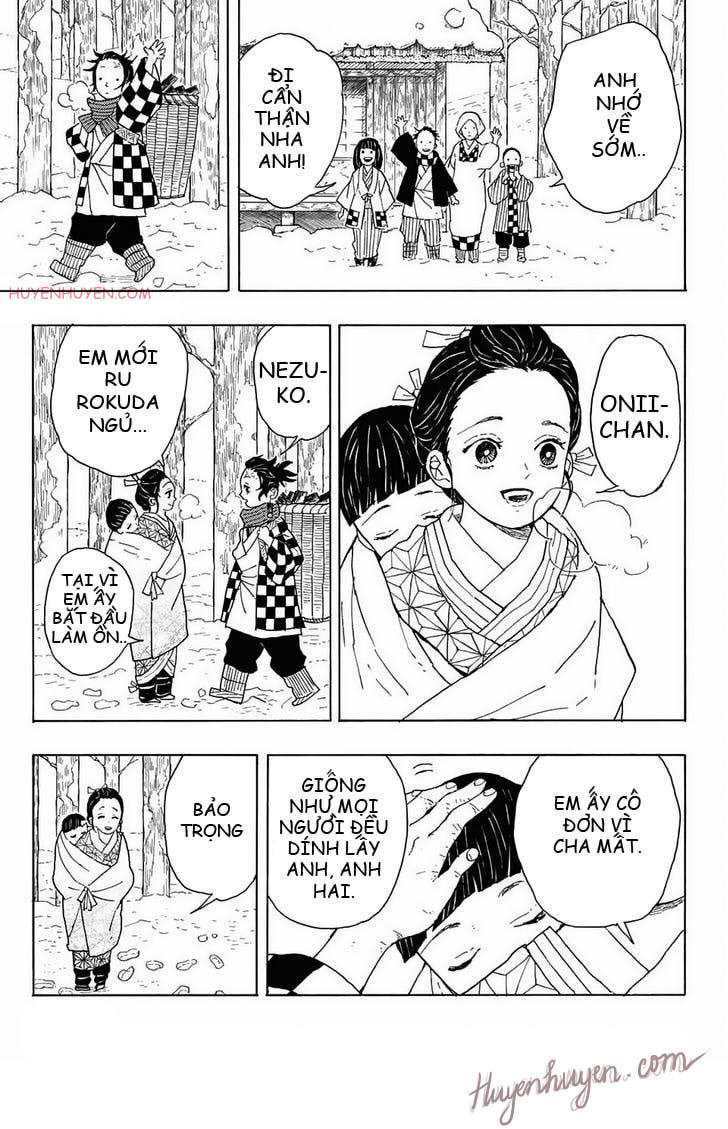 ANH
NHỚ
VỀ
SỚM..
ĐI
CẨN
THẬN
NHA
ANH!
HUYENHUYEN.COM
ONII-
CHAN.
NEZU-
KO.
EM MỚI
RU
ROKUDA
NGỦ...
TẠI VÌ
EM ẤY
BẮT ĐẦU
LÀM ỒN..
EM ẤY CÔ
ĐƠN VÌ
CHA MẤT.
GIỐNG
NHƯ MỌI
NGƯỜI ĐỀU
DÍNH LẤY
ANH, ANH
HAI.
BẢO
TRỌNG
Huyenhuyen.com